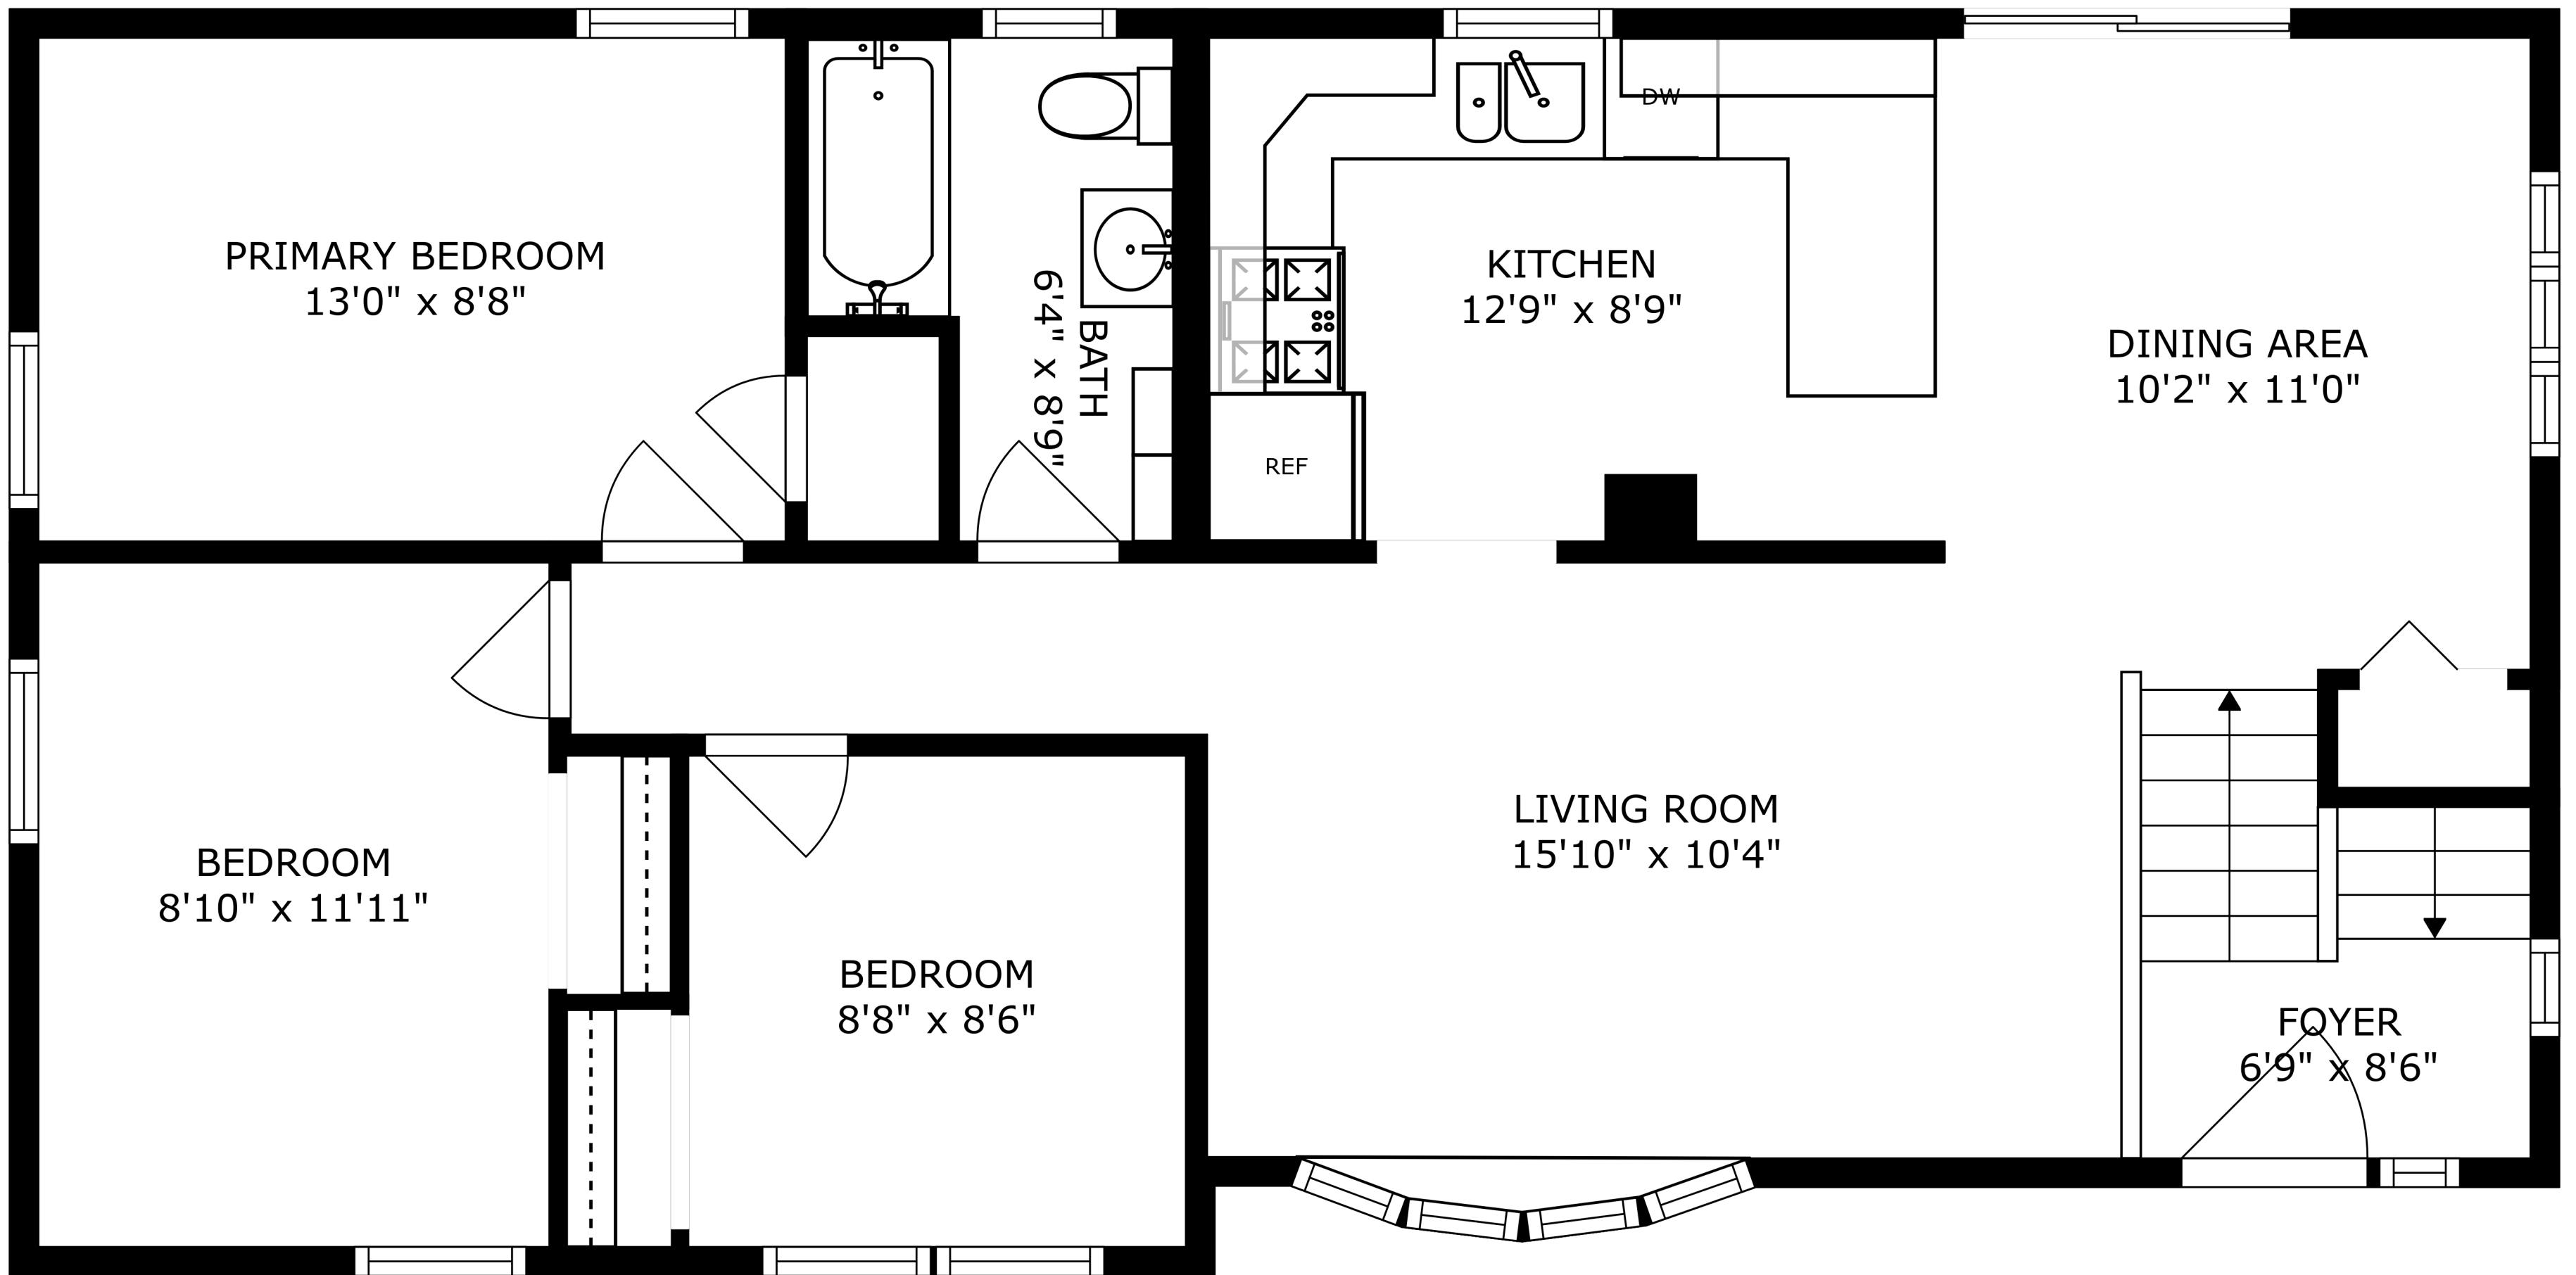 PRIMARY BEDROOM
13'0" x 8'8"
BATH
6'4" x 8'9"
DW
KITCHEN
12'9" x 8'9"
REF
DINING AREA
10'2" x 11'0"
BEDROOM
8'10" x 11'11"
BEDROOM
8'8" x 8'6"
LIVING ROOM
15'10" x 10'4"
FOYER
6'9" x 8'6"